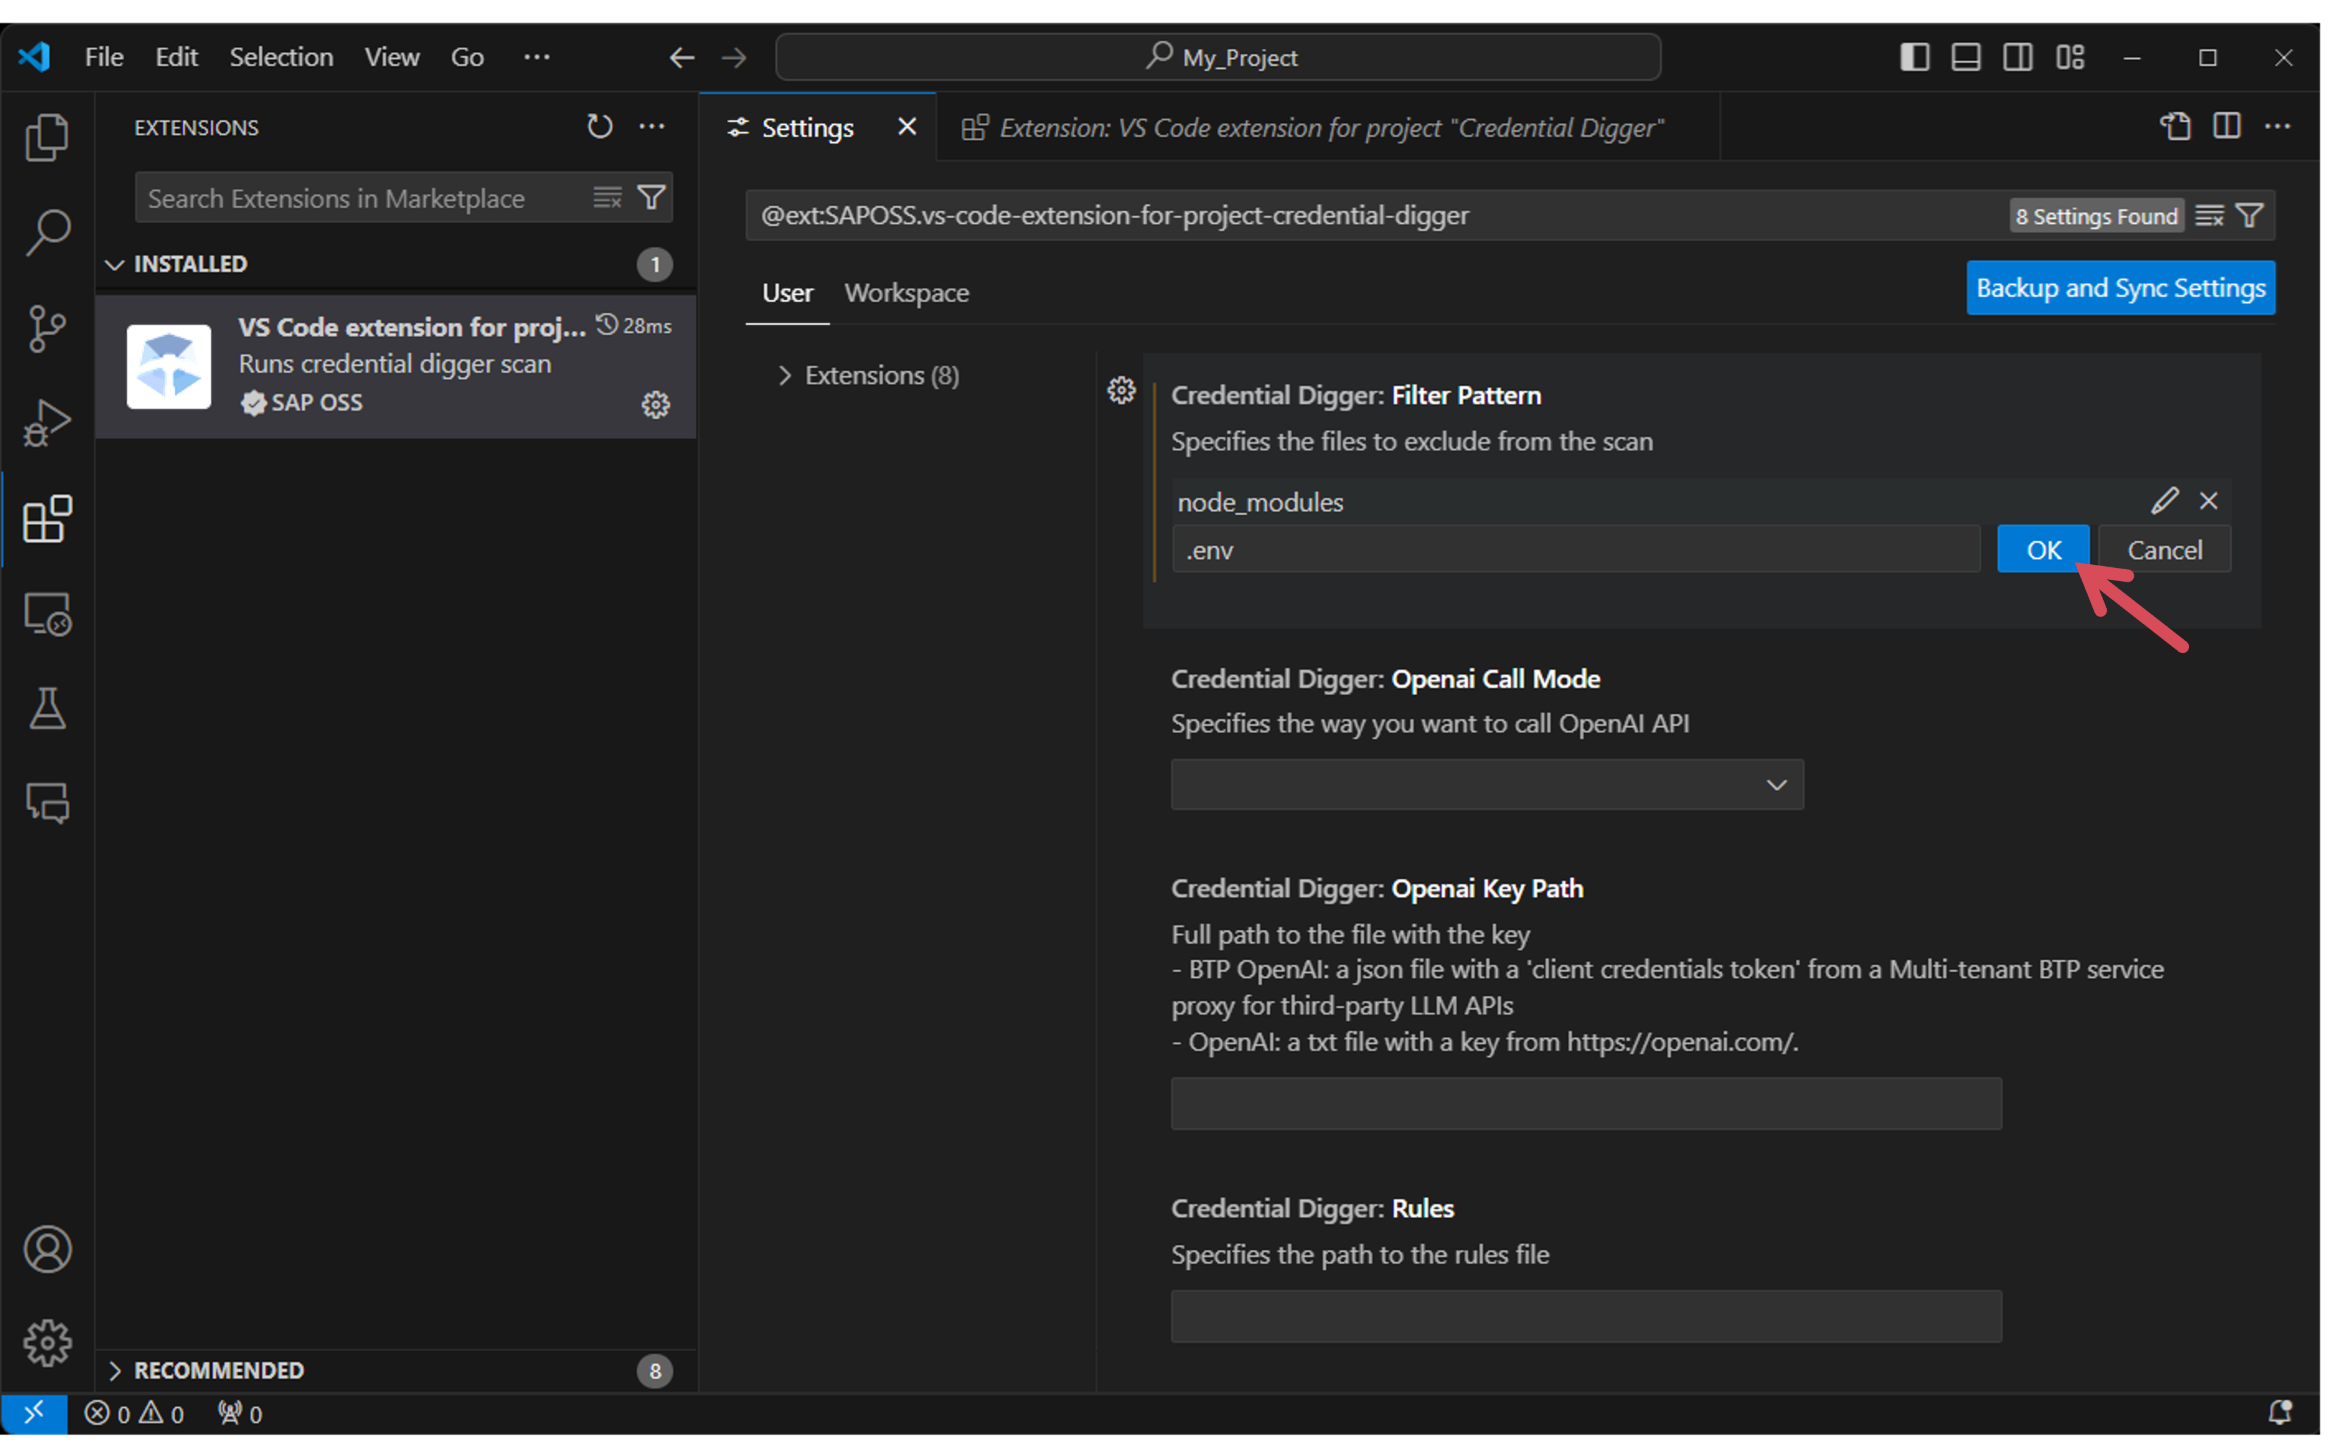 File Edit Selection View Go ···
My_Project
EXTENSIONS
Search Extensions in Marketplace
INSTALLED 1
VS Code extension for proj... 28ms
Runs credential digger scan
SAP OSS
RECOMMENDED 8
Settings
Extension: VS Code extension for project "Credential Digger"
@ext:SAPOSS.vs-code-extension-for-project-credential-digger
8 Settings Found
User Workspace
Backup and Sync Settings
Extensions (8)
Credential Digger: Filter Pattern
Specifies the files to exclude from the scan
node_modules
.env OK Cancel
Credential Digger: Openai Call Mode
Specifies the way you want to call OpenAI API
Credential Digger: Openai Key Path
Full path to the file with the key
- BTP OpenAI: a json file with a 'client credentials token' from a Multi-tenant BTP service
proxy for third-party LLM APIs
- OpenAI: a txt file with a key from https://openai.com/.
Credential Digger: Rules
Specifies the path to the rules file
0 0 0